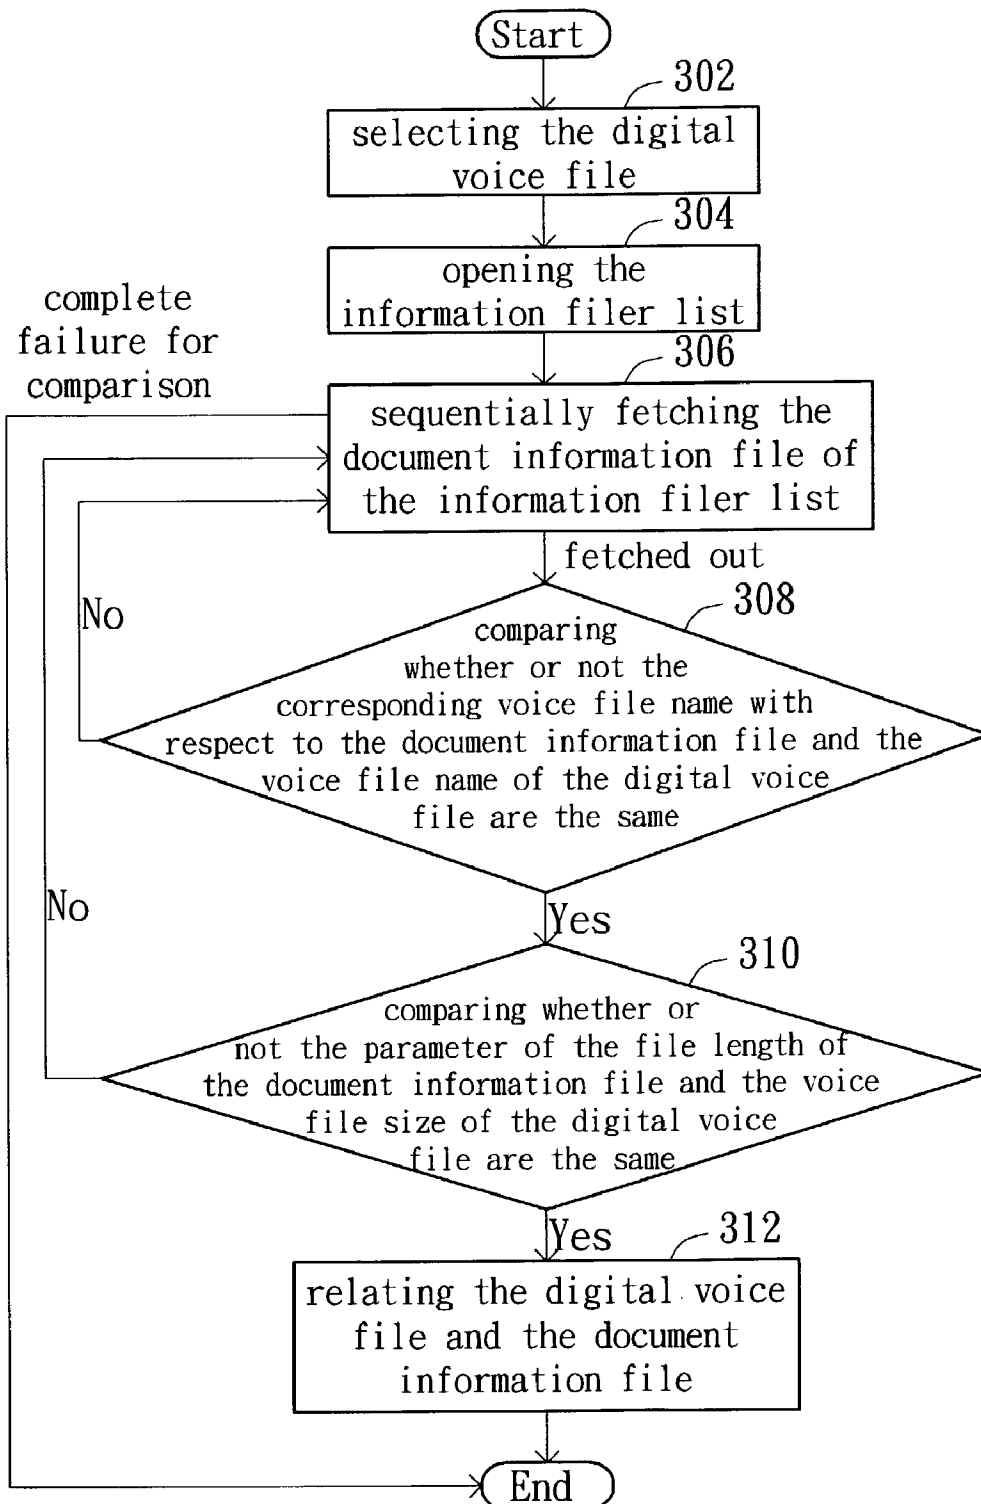 Start
302
selecting the digital
voice file
304
opening the
information filer list
complete
failure for
comparison
306
sequentially fetching the
document information file of
the information filer list
fetched out
No
308
comparing
whether or not the
corresponding voice file name with
respect to the document information file and the
voice file name of the digital voice
file are the same
No
Yes
310
comparing whether or
not the parameter of the file length of
the document information file and the voice
file size of the digital voice
file are the same
Yes
312
relating the digital voice
file and the document
information file
End